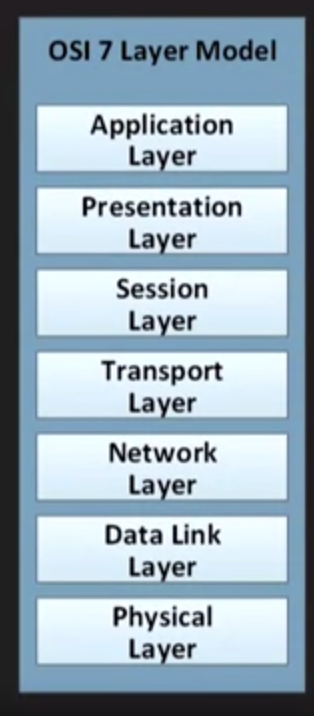 OSI 7 Layer Model
Application
Layer
Presentation
Layer
Session
Layer
Transport
Layer
Network
Layer
Data Link
Layer
Physical
Layer